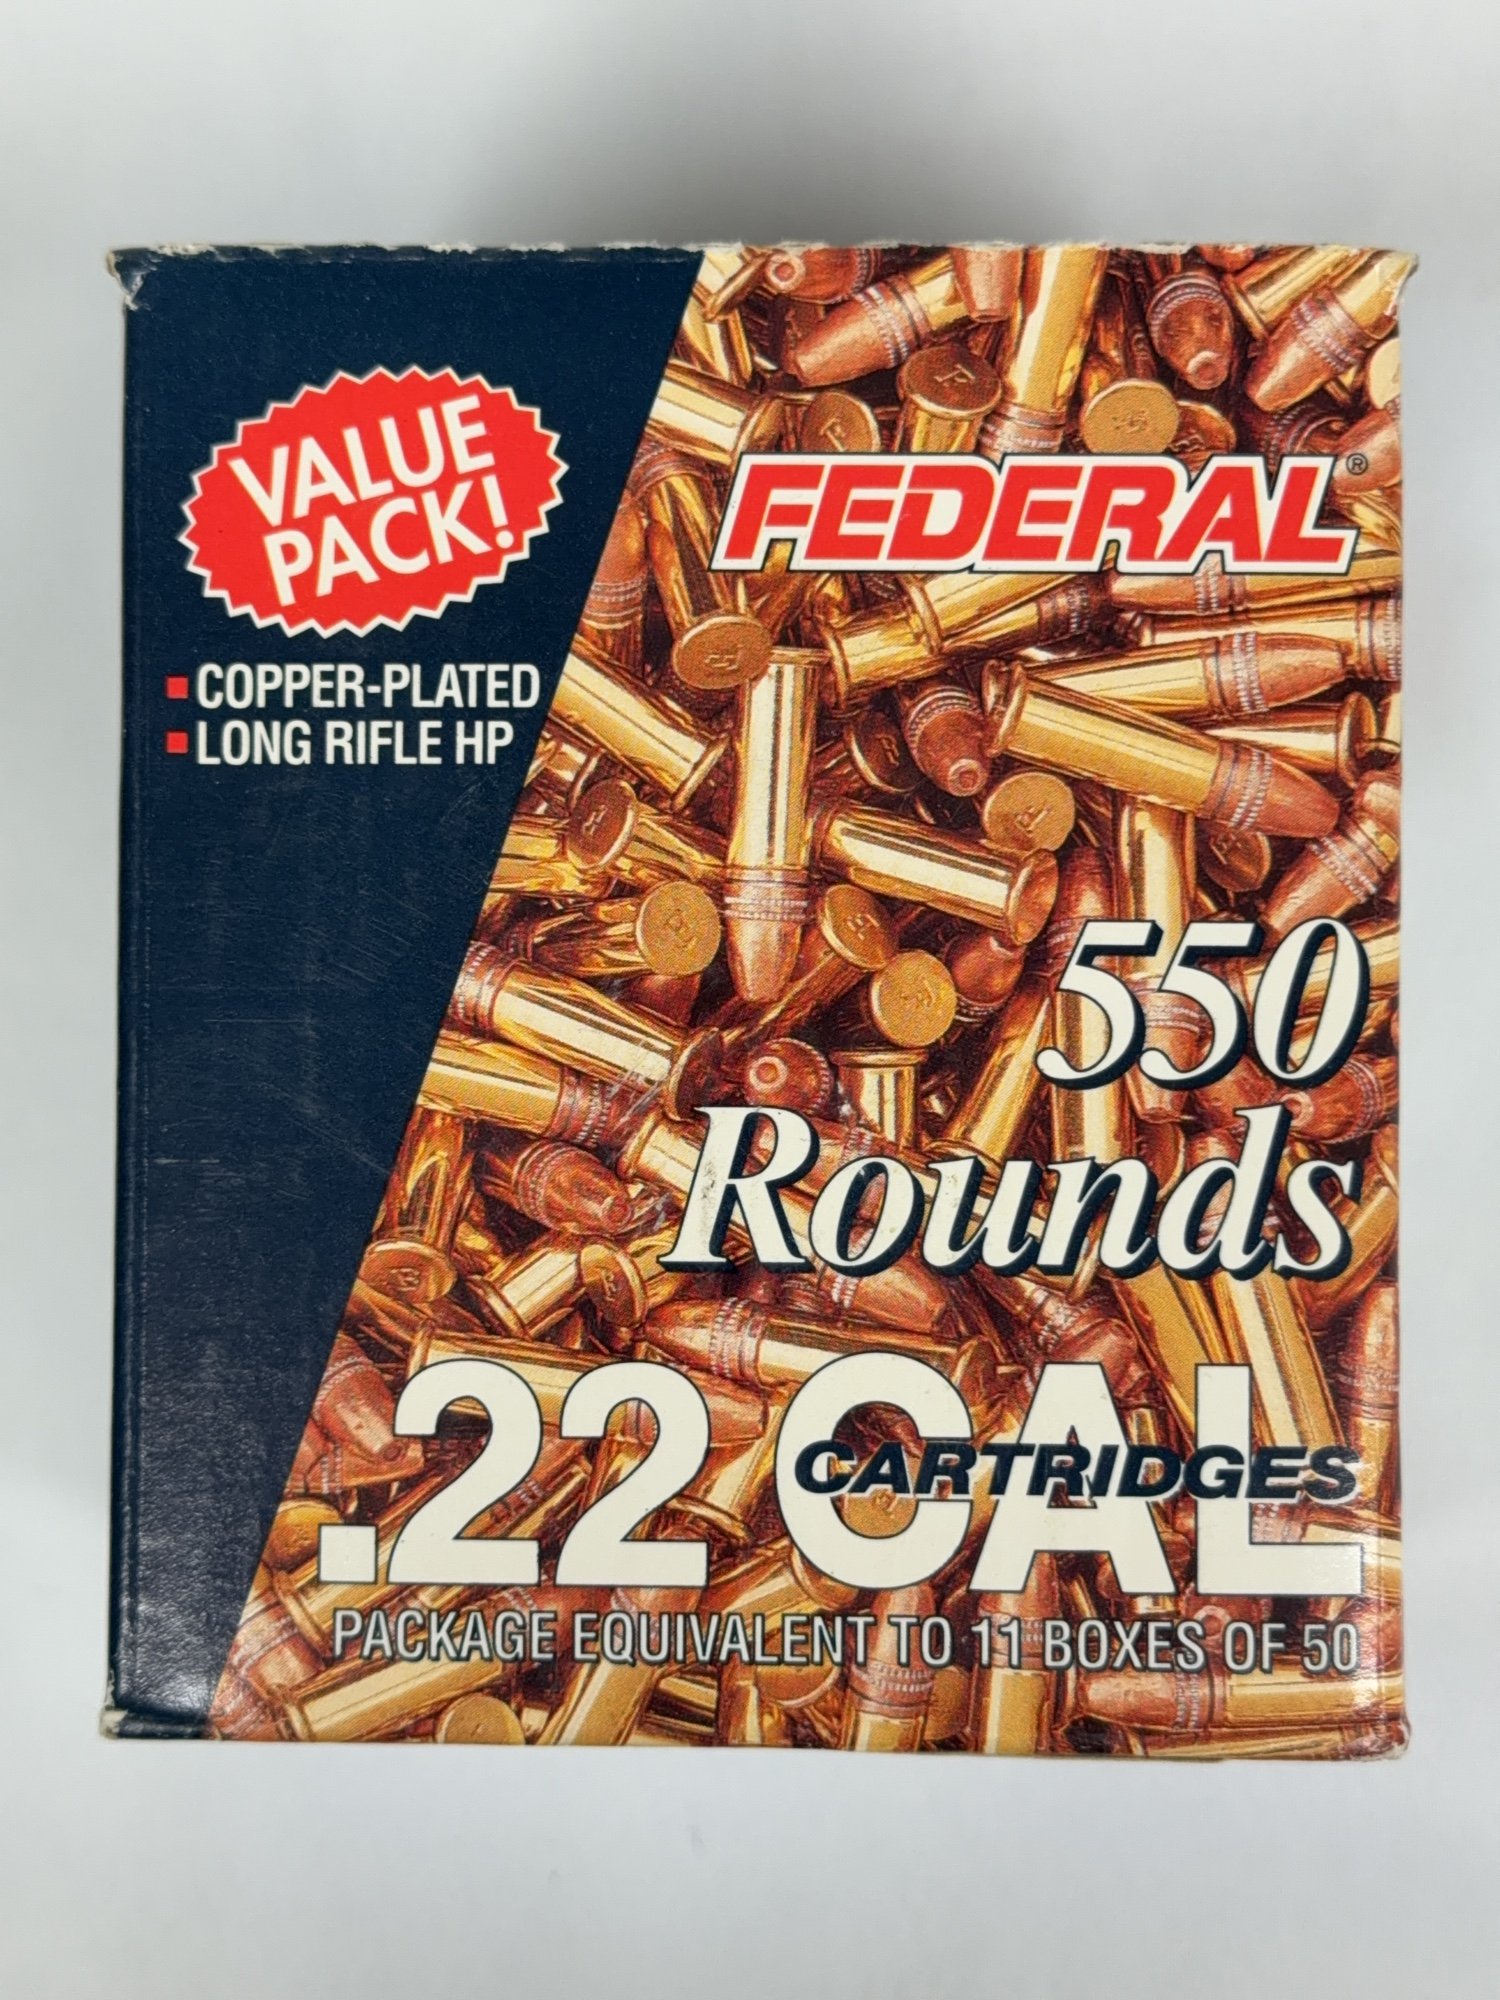 VALUE
PACK!
COPPER-PLATED
LONG RIFLE HP
FEDERAL®
550
Rounds
.22 CAL
CARTRIDGES
PACKAGE EQUIVALENT TO 11 BOXES OF 50